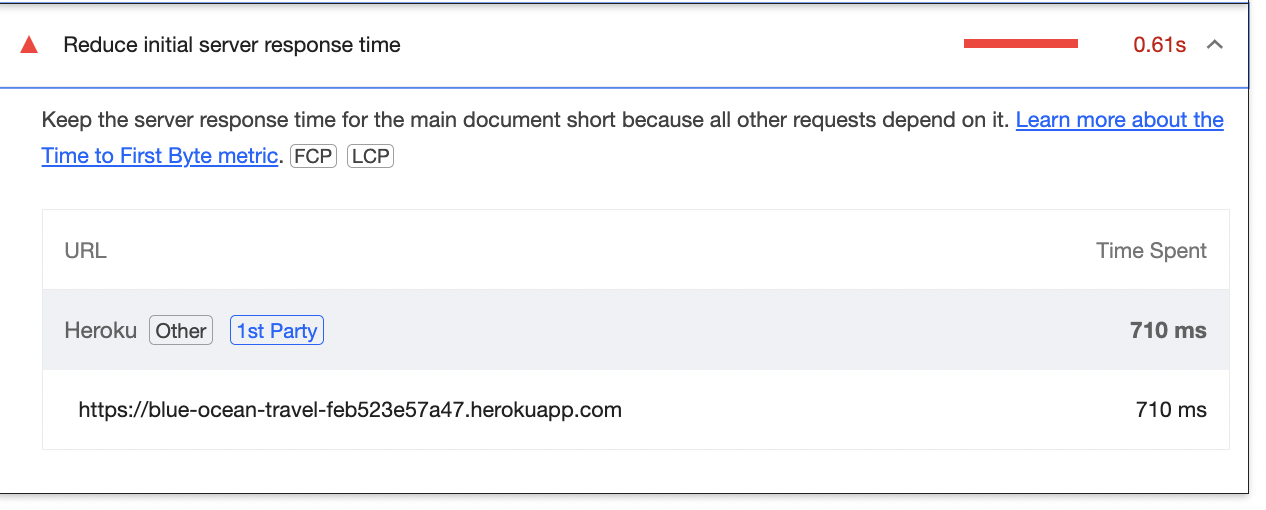 Reduce initial server response time 0.61s
Keep the server response time for the main document short because all other requests depend on it. Learn more about the
Time to First Byte metric. FCP LCP
URL Time Spent
Heroku Other 1st Party 710 ms
https://blue-ocean-travel-feb523e57a47.herokuapp.com 710 ms